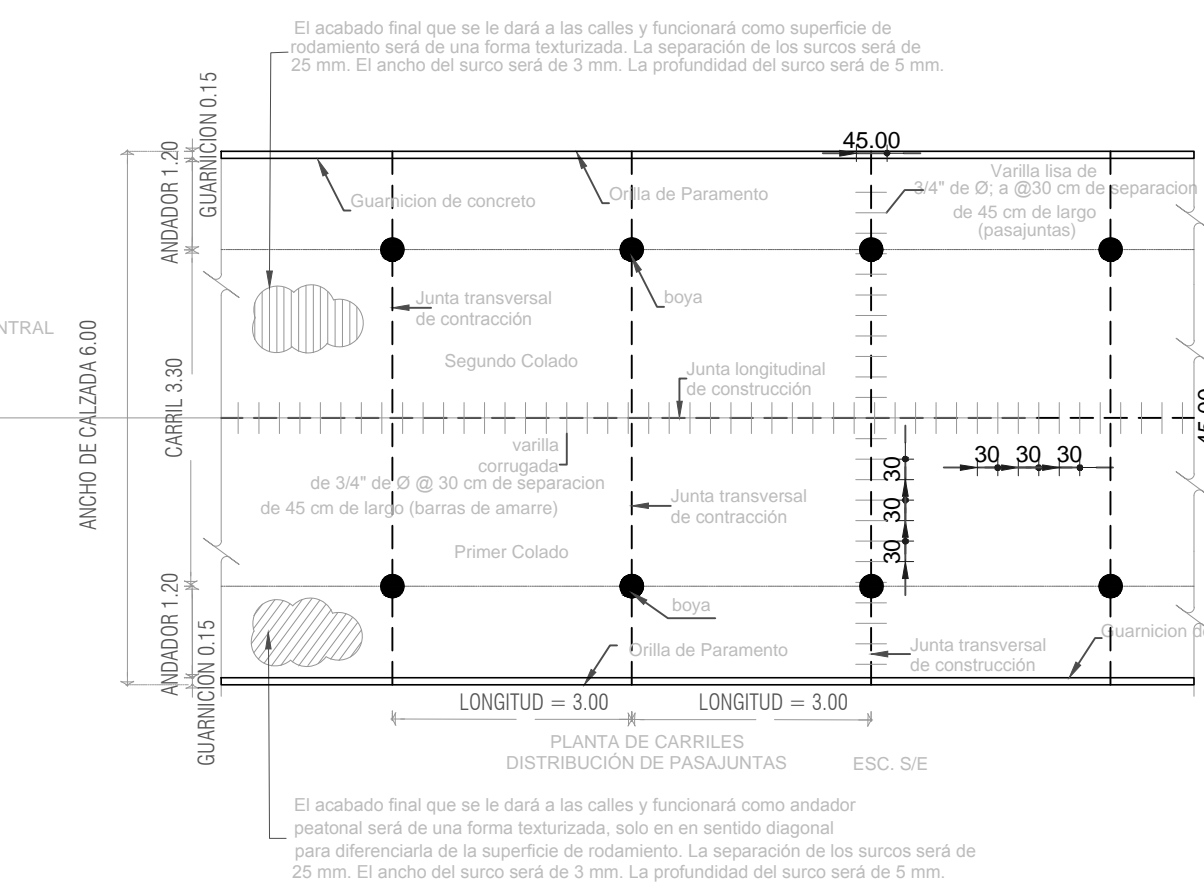 El acabado final que se le dará a las calles y funcionará como superficie de
rodamiento será de una forma texturizada. La separación de los surcos será de
25 mm. El ancho del surco será de 3 mm. La profundidad del surco será de 5 mm.
GUARNICION 0.15
ANDADOR 1.20
45.00
Varilla lisa de
3/4" de Ø; a @30 cm de separacion
de 45 cm de largo
(pasajuntas)
Guarnicion de concreto
Orilla de Paramento
Junta transversal
de contracción
boya
NTRAL
ANCHO DE CALZADA 6.00
CARRIL 3.30
Segundo Colado
Junta longitudinal
de construcción
45.00
varilla
corrugada
de 3/4" de Ø @ 30 cm de separacion
de 45 cm de largo (barras de amarre)
30 30 30
30
30
30
Junta transversal
de contracción
Primer Colado
ANDADOR 1.20
GUARNICIÓN 0.15
boya
Orilla de Paramento
Junta transversal
de construcción
Guarnicion de
LONGITUD = 3.00
LONGITUD = 3.00
PLANTA DE CARRILES
DISTRIBUCIÓN DE PASAJUNTAS
ESC. S/E
El acabado final que se le dará a las calles y funcionará como andador
peatonal será de una forma texturizada, solo en en sentido diagonal
para diferenciarla de la superficie de rodamiento. La separación de los surcos será de
25 mm. El ancho del surco será de 3 mm. La profundidad del surco será de 5 mm.